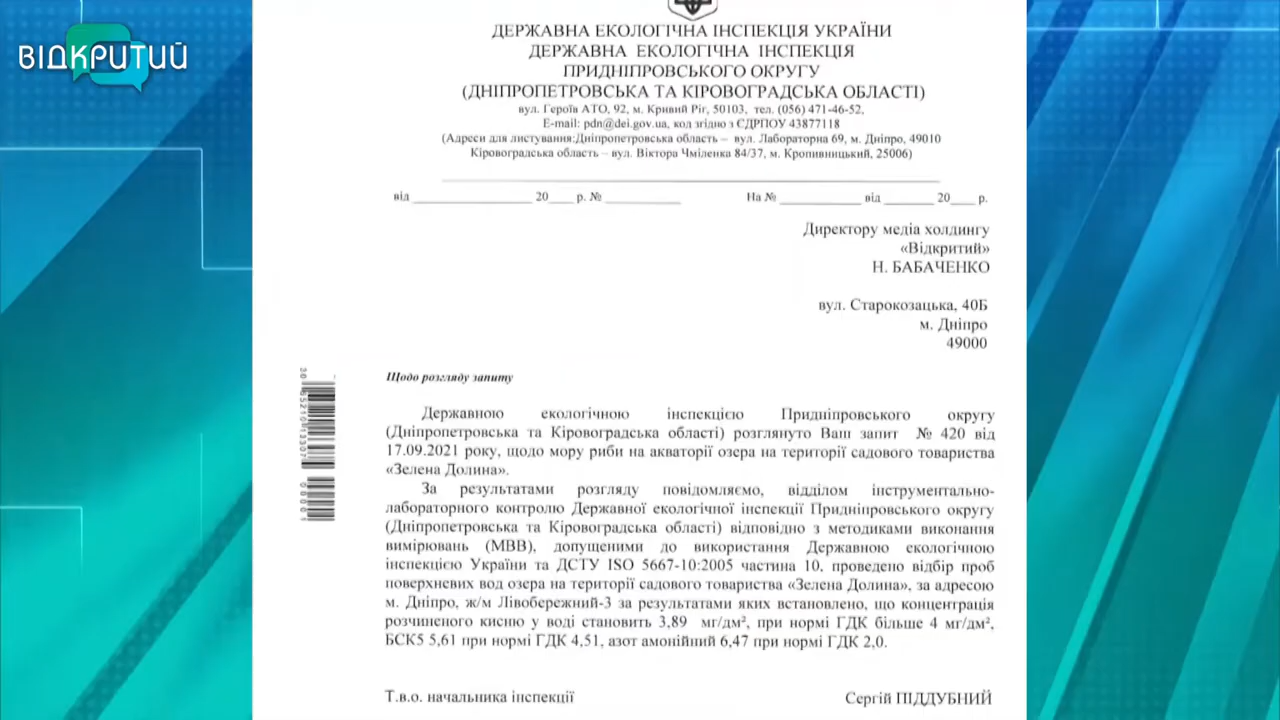 ВІДКРИТИЙ
ДЕРЖАВНА ЕКОЛОГІЧНА ІНСПЕКЦІЯ УКРАЇНИ
ДЕРЖАВНА ЕКОЛОГІЧНА ІНСПЕКЦІЯ
ПРИДНІПРОВСЬКОГО ОКРУГУ
(ДНІПРОПЕТРОВСЬКА ТА КІРОВОГРАДСЬКА ОБЛАСТІ)
вул. Героїв АТО, 92, м. Кривий Ріг, 50103, тел. (056) 471-46-52,
E-mail: pdn@dei.gov.ua, код згідно з ЄДРПОУ 43877118
(Адреси для листування:Дніпропетровська область – вул. Лабораторна 69, м. Дніпро, 49010
Кіровоградська область – вул. Віктора Чміленка 84/37, м. Кропивницький, 25006)
від ____________________ 20____ р. № ____________ На № _____________ від ________ 20____ р.
Директору медіа холдингу
«Відкритий»
Н. БАБАЧЕНКО
вул. Старокозацька, 40Б
м. Дніпро
49000
Щодо розгляду запиту
Державною екологічною інспекцією Придніпровського округу
(Дніпропетровська та Кіровоградська області) розглянуто Ваш запит № 420 від
17.09.2021 року, щодо мору риби на акваторії озера на території садового товариства
«Зелена Долина».
За результатами розгляду повідомляємо, відділом інструментально-
лабораторного контролю Державної екологічної інспекції Придніпровського округу
(Дніпропетровська та Кіровоградська області) відповідно з методиками виконання
вимірювань (МВВ), допущеними до використання Державною екологічною
інспекцією України та ДСТУ ISO 5667-10:2005 частина 10, проведено відбір проб
поверхневих вод озера на території садового товариства «Зелена Долина», за адресою
м. Дніпро, ж/м Лівобережний-3 за результатами яких встановлено, що концентрація
розчиненого кисню у воді становить 3,89 мг/дм³, при нормі ГДК більше 4 мг/дм³,
БСК5 5,61 при нормі ГДК 4,51, азот амонійний 6,47 при нормі ГДК 2,0.
Т.в.о. начальника інспекції Сергій ПІДДУБНИЙ